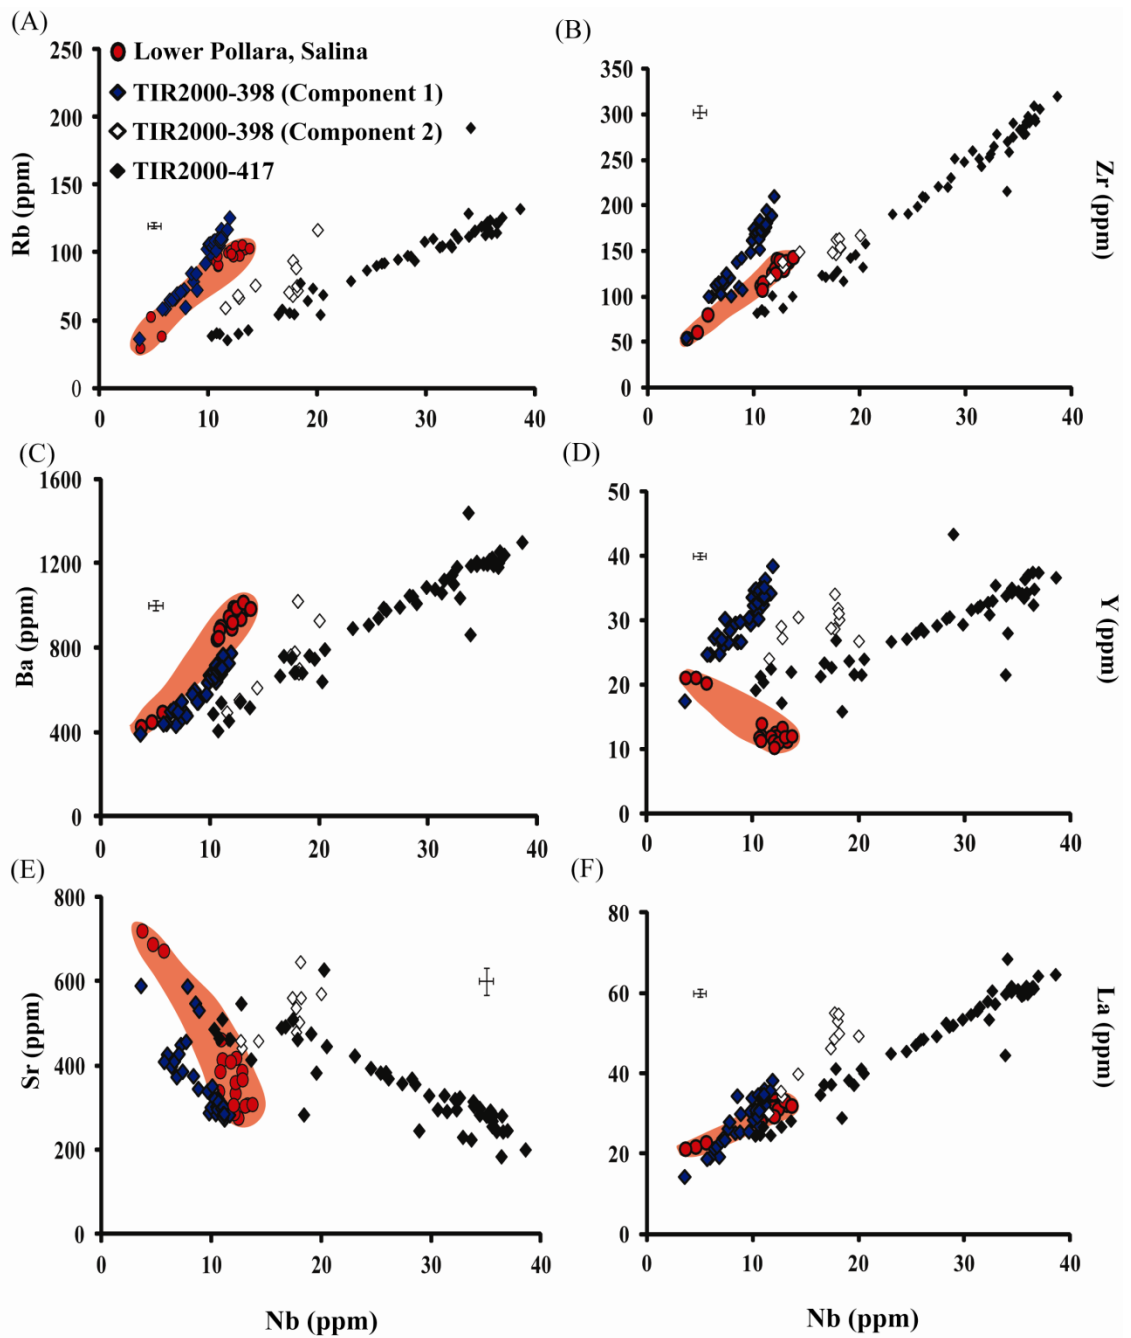 (A)
250
200
150
100
50
0
Rb (ppm)
0 10 20 30 40
Lower Pollara, Salina
TIR2000-398 (Component 1)
TIR2000-398 (Component 2)
TIR2000-417
(B)
350
300
250
200
150
100
50
0
Zr (ppm)
0 10 20 30 40
(C)
1600
1200
800
400
0
Ba (ppm)
0 10 20 30 40
(D)
50
40
30
20
10
0
Y (ppm)
0 10 20 30 40
(E)
800
600
400
200
0
Sr (ppm)
0 10 20 30 40
Nb (ppm)
(F)
80
60
40
20
0
La (ppm)
0 10 20 30 40
Nb (ppm)